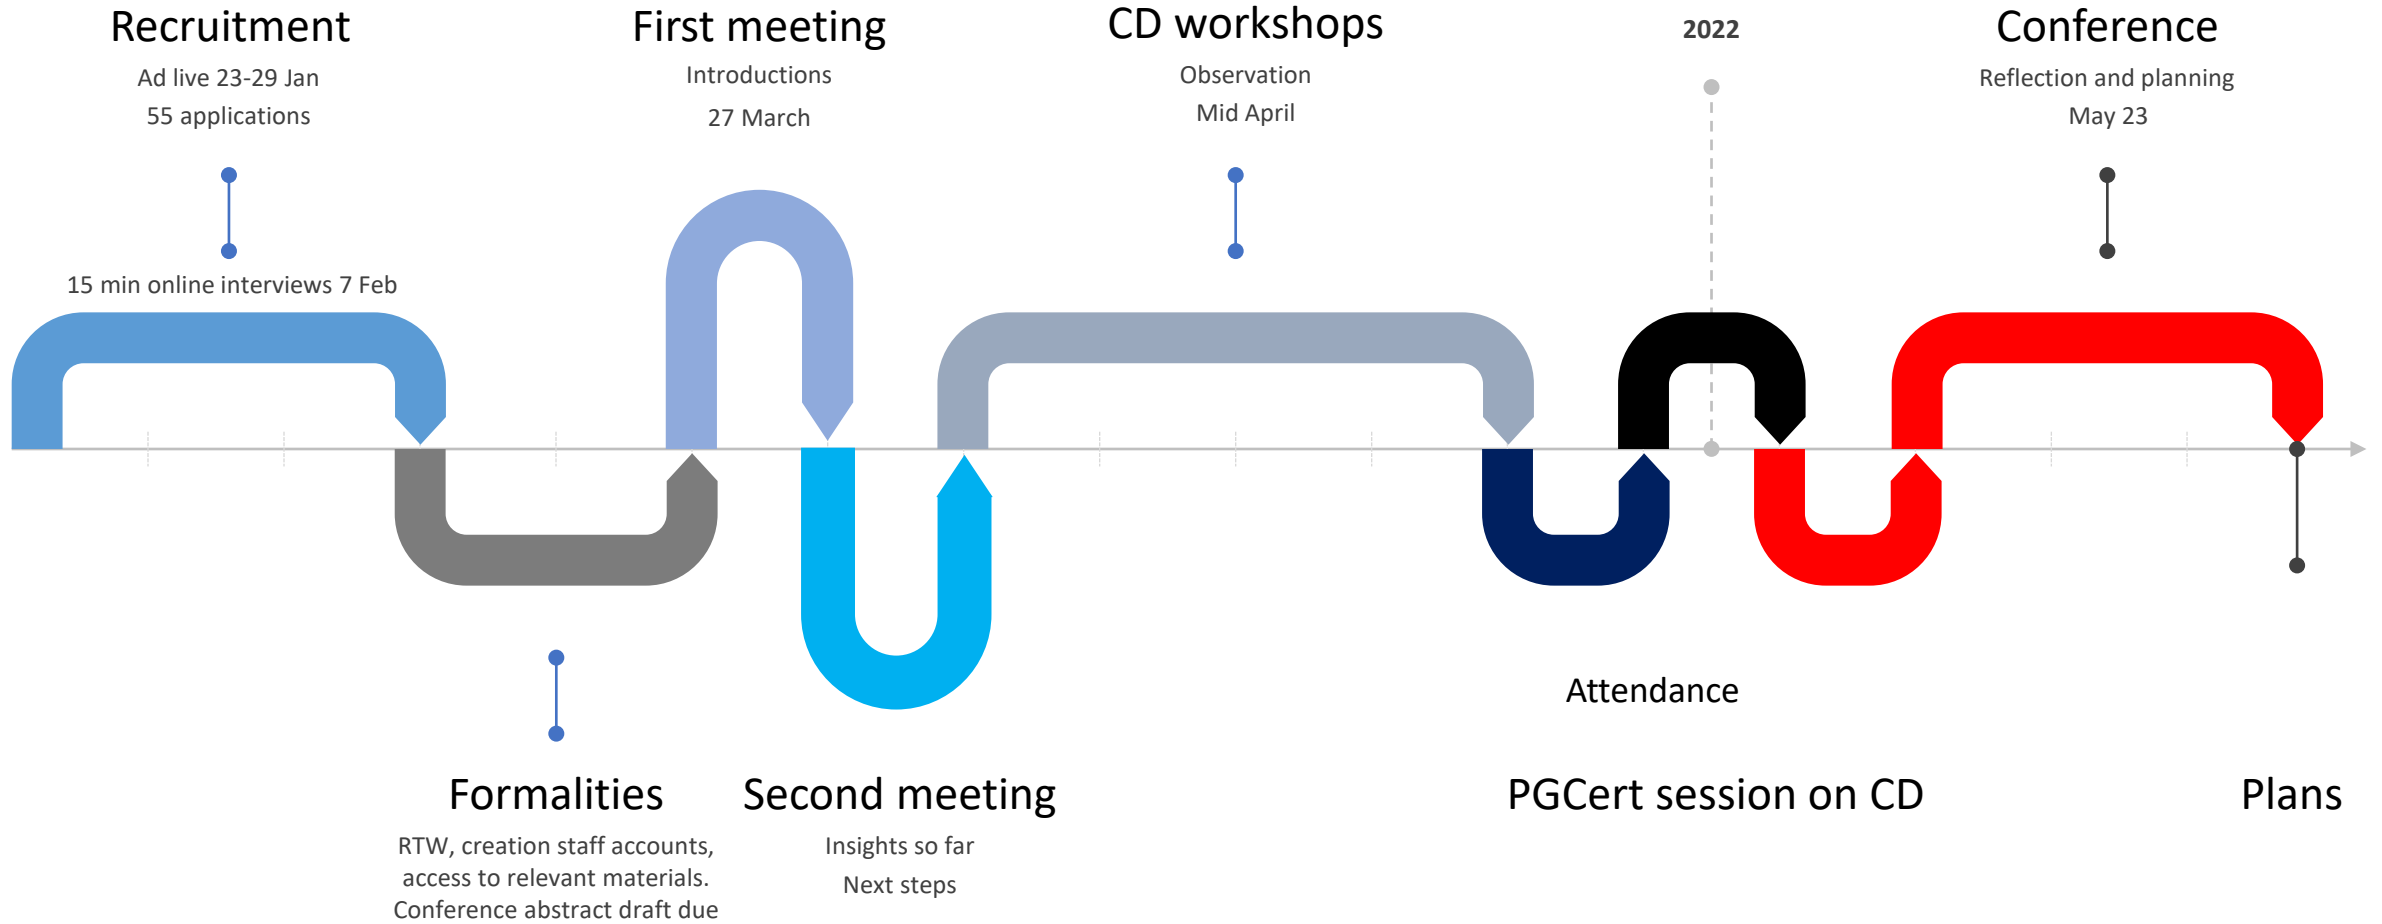 Recruitment
Ad live 23-29 Jan
55 applications
15 min online interviews 7 Feb
First meeting
Introductions
27 March
CD workshops
Observation
Mid April
2022
Conference
Reflection and planning
May 23
Formalities
RTW, creation staff accounts,
access to relevant materials.
Conference abstract draft due
Second meeting
Insights so far
Next steps
Attendance
PGCert session on CD
Plans